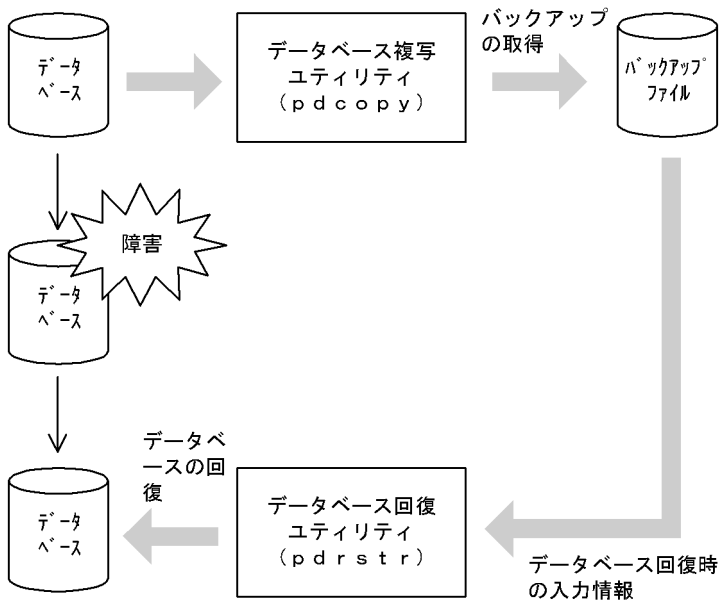 データ
ベース
データベース複写
ユティリティ
（ｐｄｃｏｐｙ）
バックアップ
の取得
バックアップ
ファイル
障害
データ
ベース
データベ
ースの回
復
データ
ベース
データベース回復
ユティリティ
（ｐｄｒｓｔｒ）
データベース回復時
の入力情報